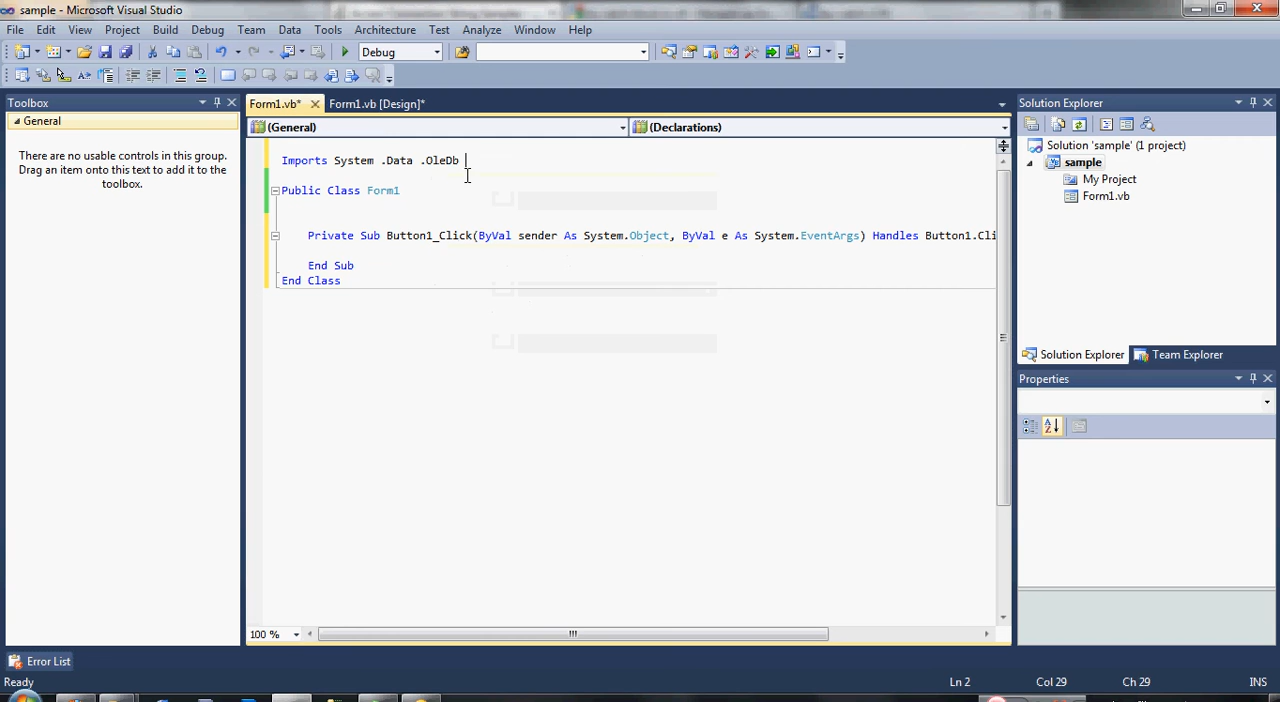 sample - Microsoft Visual Studio
File Edit View Project Build Debug Team Data Tools Architecture Test Analyze Window Help
Debug
Toolbox
General
There are no usable controls in this group.
Drag an item onto this text to add it to the
toolbox.
Form1.vb* Form1.vb [Design]*
(General) (Declarations)
Imports System .Data .OleDb
Public Class Form1
Private Sub Button1_Click(ByVal sender As System.Object, ByVal e As System.EventArgs) Handles Button1.Cli
End Sub
End Class
100 %
Solution Explorer
Solution 'sample' (1 project)
sample
My Project
Form1.vb
Solution Explorer Team Explorer
Properties
Error List
Ready Ln 2 Col 29 Ch 29 INS